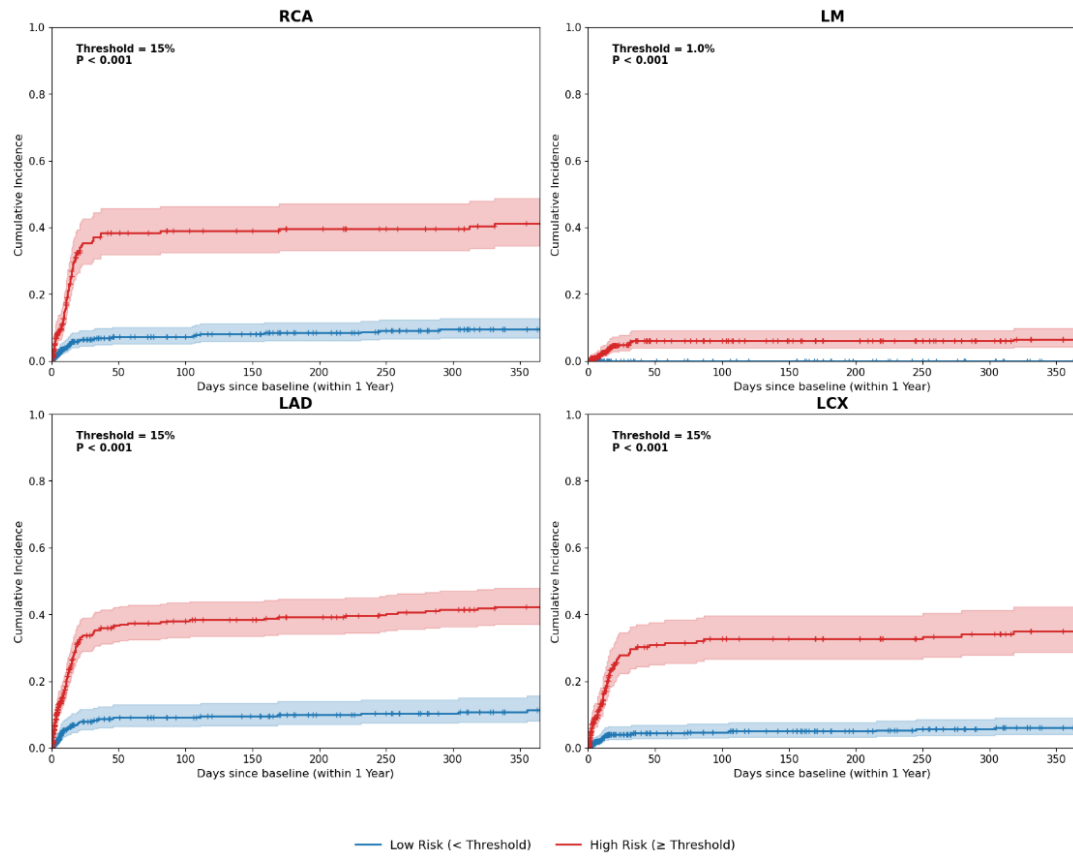 RCA
Threshold = 15%
P < 0.001
Cumulative Incidence
1.0
0.8
0.6
0.4
0.2
0.0
0 50 100 150 200 250 300 350
Days since baseline (within 1 Year)
LM
Threshold = 1.0%
P < 0.001
Cumulative Incidence
1.0
0.8
0.6
0.4
0.2
0.0
0 50 100 150 200 250 300 350
Days since baseline (within 1 Year)
LAD
Threshold = 15%
P < 0.001
Cumulative Incidence
1.0
0.8
0.6
0.4
0.2
0.0
0 50 100 150 200 250 300 350
Days since baseline (within 1 Year)
LCX
Threshold = 15%
P < 0.001
Cumulative Incidence
1.0
0.8
0.6
0.4
0.2
0.0
0 50 100 150 200 250 300 350
Days since baseline (within 1 Year)
Low Risk (< Threshold) High Risk (≥ Threshold)